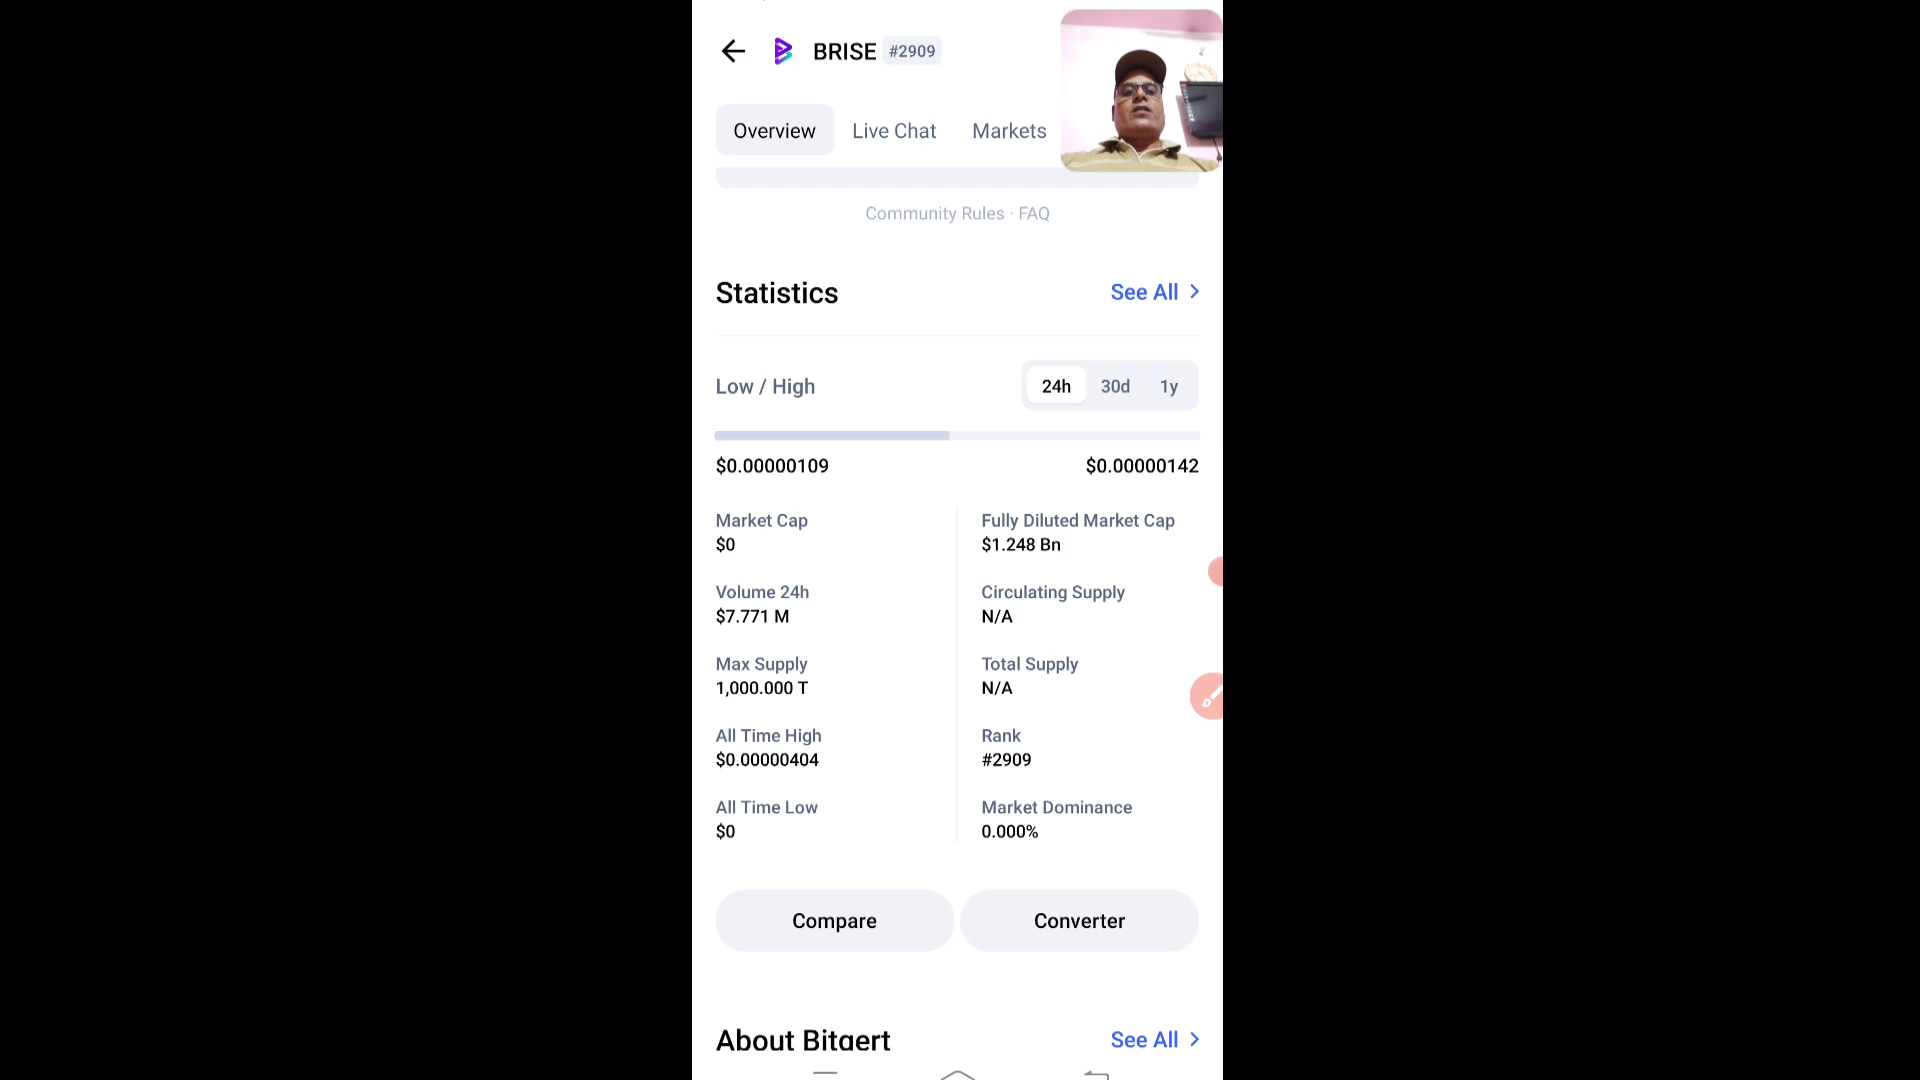 BRISE #2909
Overview Live Chat Markets
Community Rules · FAQ
Statistics See All
Low / High 24h 30d 1y
$0.00000109 $0.00000142
Market Cap Fully Diluted Market Cap
$0 $1.248 Bn
Volume 24h Circulating Supply
$7.771 M N/A
Max Supply Total Supply
1,000.000 T N/A
All Time High Rank
$0.00000404 #2909
All Time Low Market Dominance
$0 0.000%
Compare Converter
About Bitgert See All